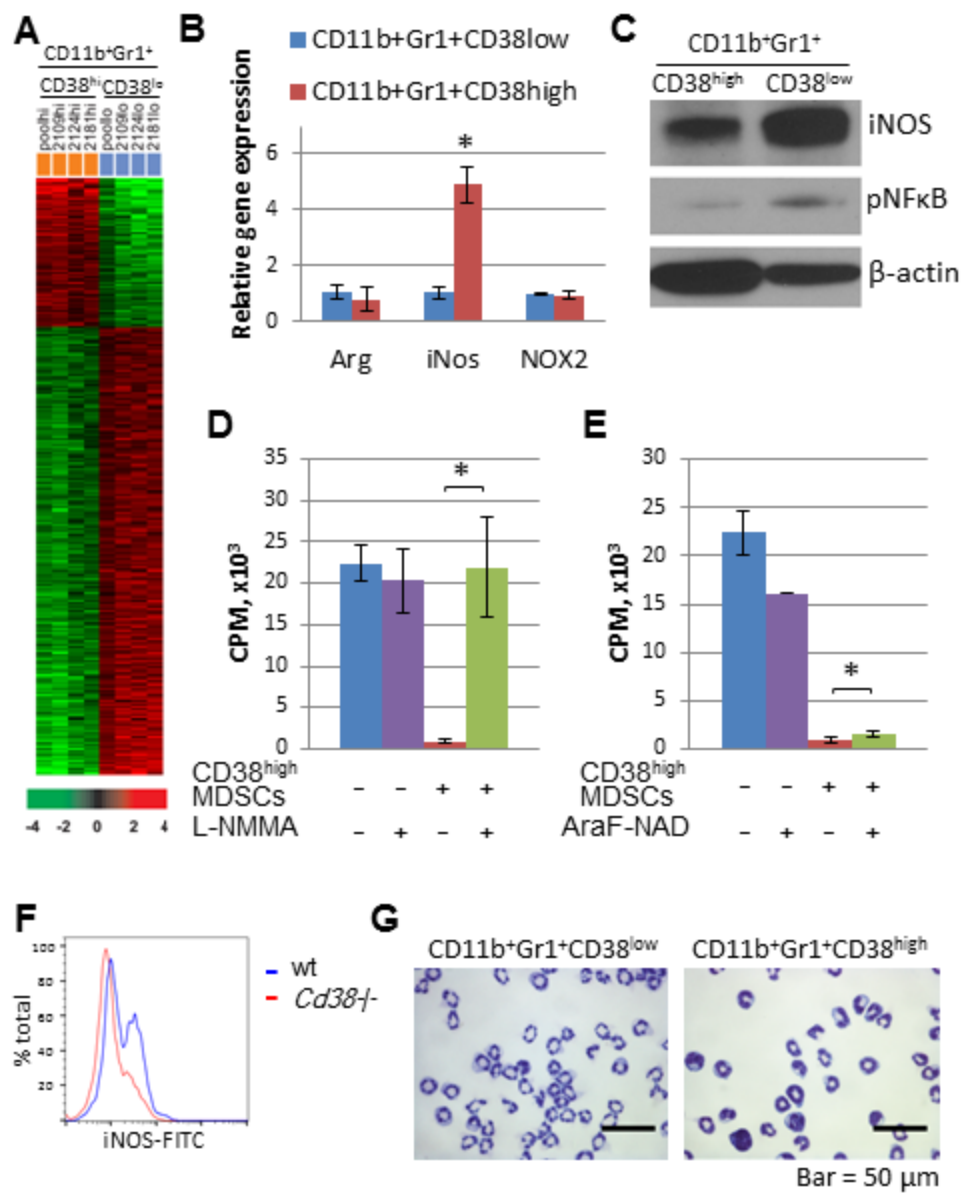 A
CD11b+Gr1+
CD38hi CD38lo
poolhi 2109hi 2124hi 2181hi poollo 2109lo 2124lo 2181lo
-4 -2 0 2 4
B
CD11b+Gr1+CD38low
CD11b+Gr1+CD38high
Relative gene expression
6
*
4
2
0
Arg iNos NOX2
C
CD11b+Gr1+
CD38high CD38low
iNOS
pNFκB
β-actin
D
CPM, x10³
35
30
25
20
15
10
5
0
*
CD38high
MDSCs - - + +
L-NMMA - + - +
E
CPM, x10³
30
25
20
15
10
5
0
*
CD38high
MDSCs - - + +
AraF-NAD - + - +
F
% total
100
80
60
40
20
iNOS-FITC
wt
Cd38-/-
G
CD11b+Gr1+CD38low CD11b+Gr1+CD38high
Bar = 50 μm